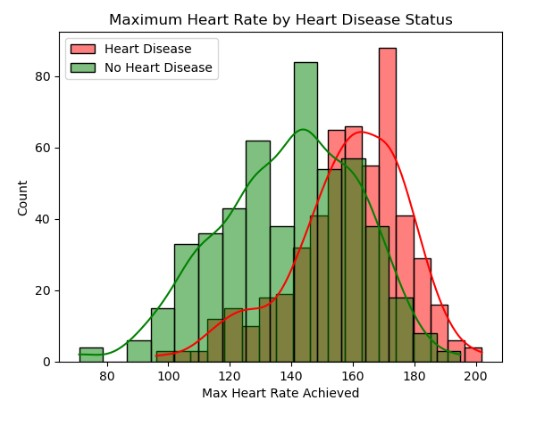 Maximum Heart Rate by Heart Disease Status
Heart Disease
No Heart Disease
80
60
40
20
0
Count
80 100 120 140 160 180 200
Max Heart Rate Achieved